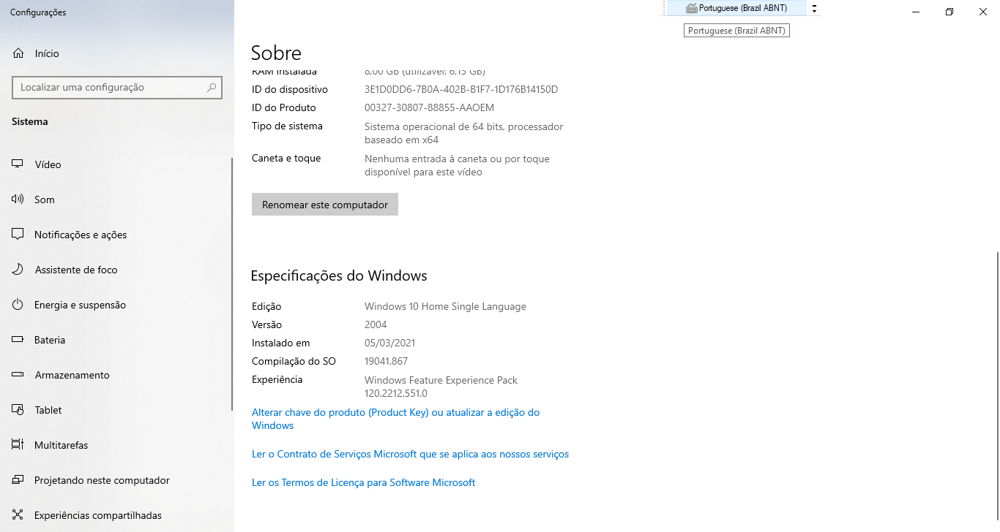 Configurações
Portuguese (Brazil ABNT)
Portuguese (Brazil ABNT)
Início
Localizar uma configuração
Sistema
Vídeo
Som
Notificações e ações
Assistente de foco
Energia e suspensão
Bateria
Armazenamento
Tablet
Multitarefas
Projetando neste computador
Experiências compartilhadas
Sobre
RAM instalada 8,00 GB (utilizável: 6,15 GB)
ID do dispositivo 3E1D0DD6-7B0A-402B-B1F7-1D176B14150D
ID do Produto 00327-30807-88855-AAOEM
Tipo de sistema Sistema operacional de 64 bits, processador
baseado em x64
Caneta e toque Nenhuma entrada à caneta ou por toque
disponível para este vídeo
Renomear este computador
Especificações do Windows
Edição Windows 10 Home Single Language
Versão 2004
Instalado em 05/03/2021
Compilação do SO 19041.867
Experiência Windows Feature Experience Pack
120.2212.551.0
Alterar chave do produto (Product Key) ou atualizar a edição do
Windows
Ler o Contrato de Serviços Microsoft que se aplica aos nossos serviços
Ler os Termos de Licença para Software Microsoft